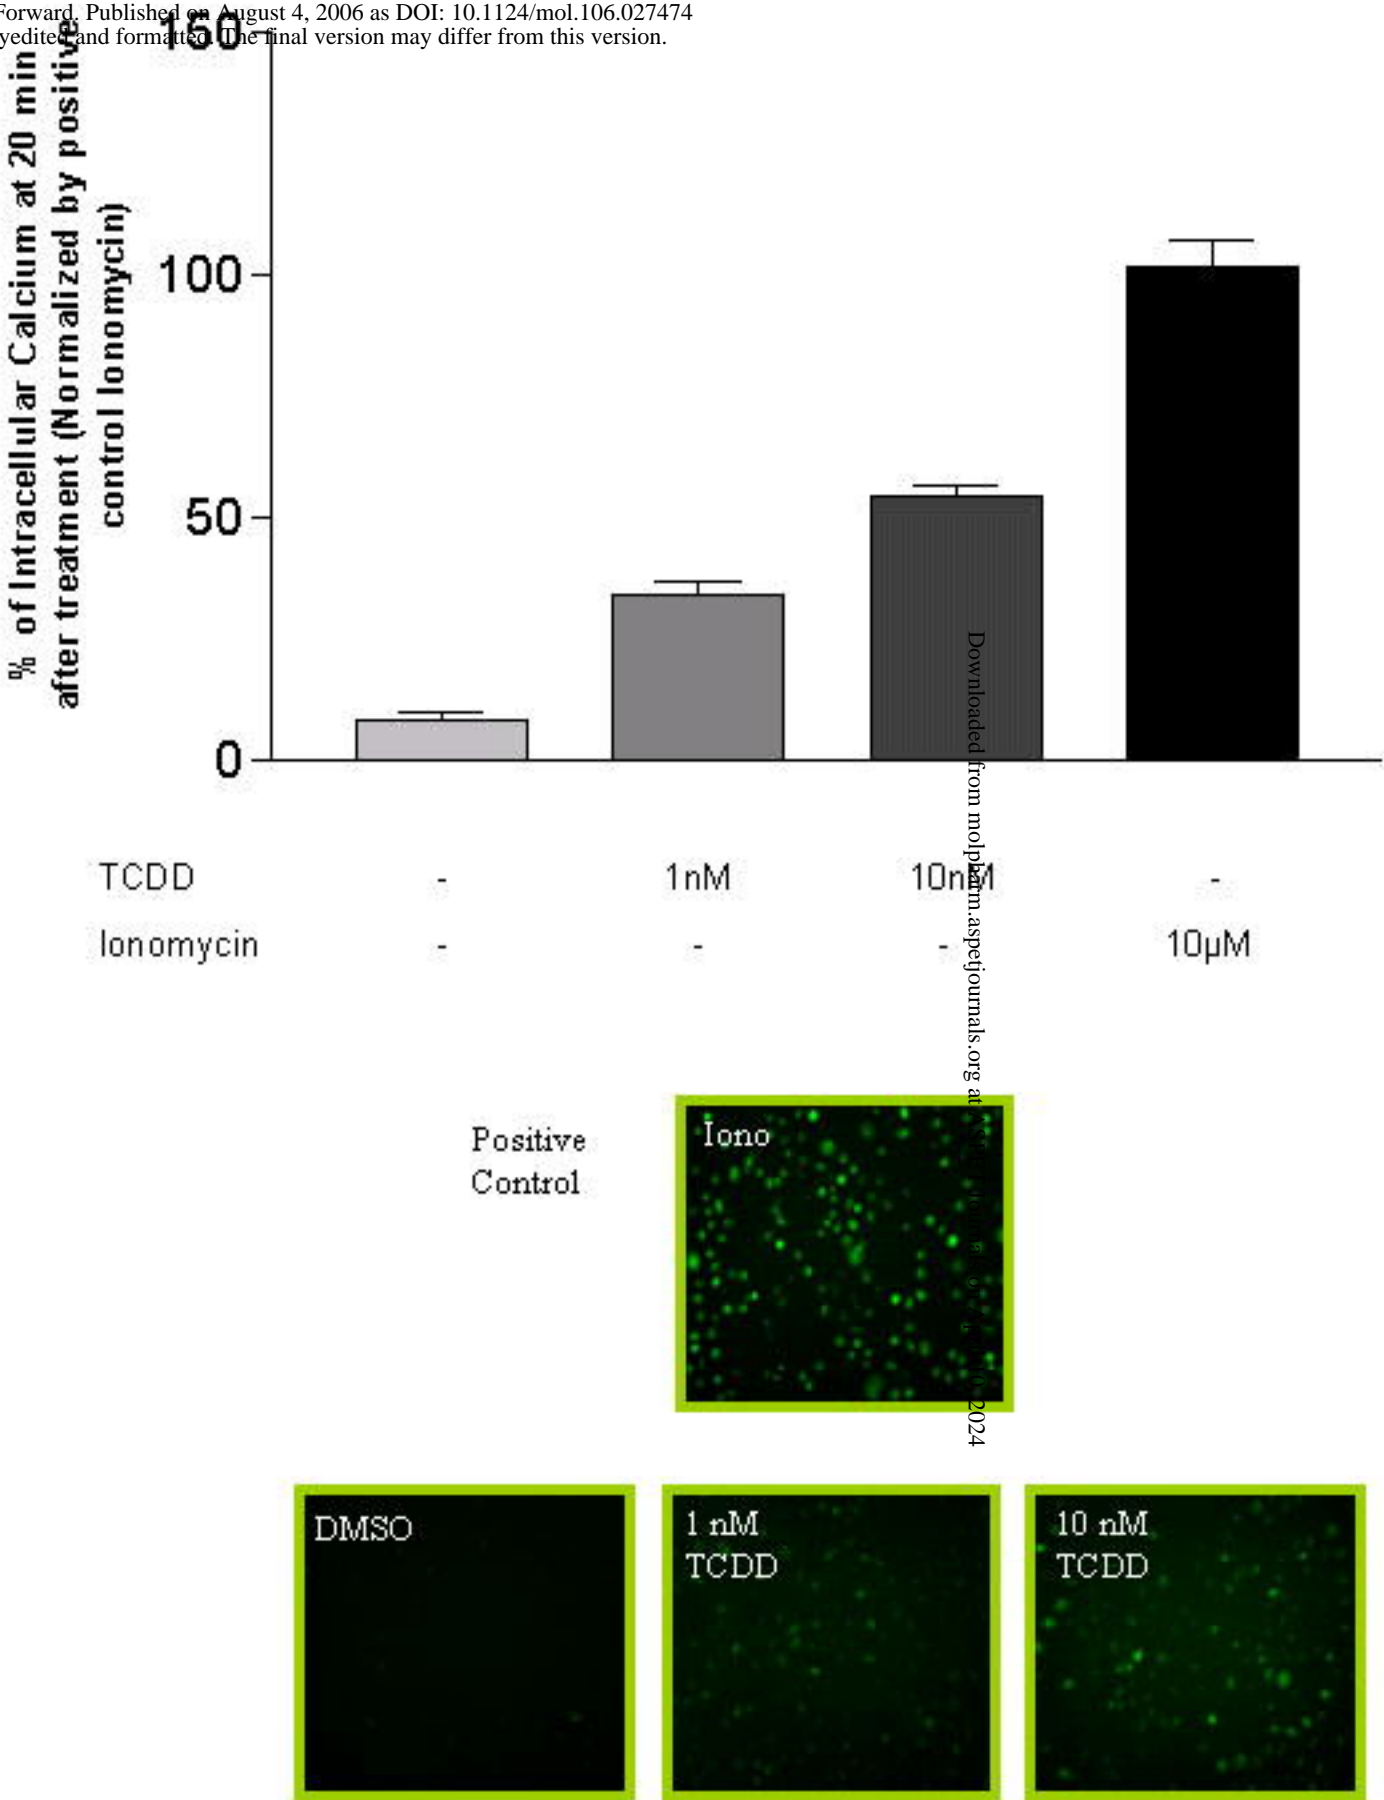 Forward. Published on August 4, 2006 as DOI: 10.1124/mol.106.027474
yedited and formatted. The final version may differ from this version.
% of Intracellular Calcium at 20 min
after treatment (Normalized by positive
control Ionomycin)
150
100
50
0
TCDD - 1nM 10nM -
Ionomycin - - - 10µM
Downloaded from molpharm.aspetjournals.org at 2024
Positive
Control
Iono
DMSO
1 nM
TCDD
10 nM
TCDD